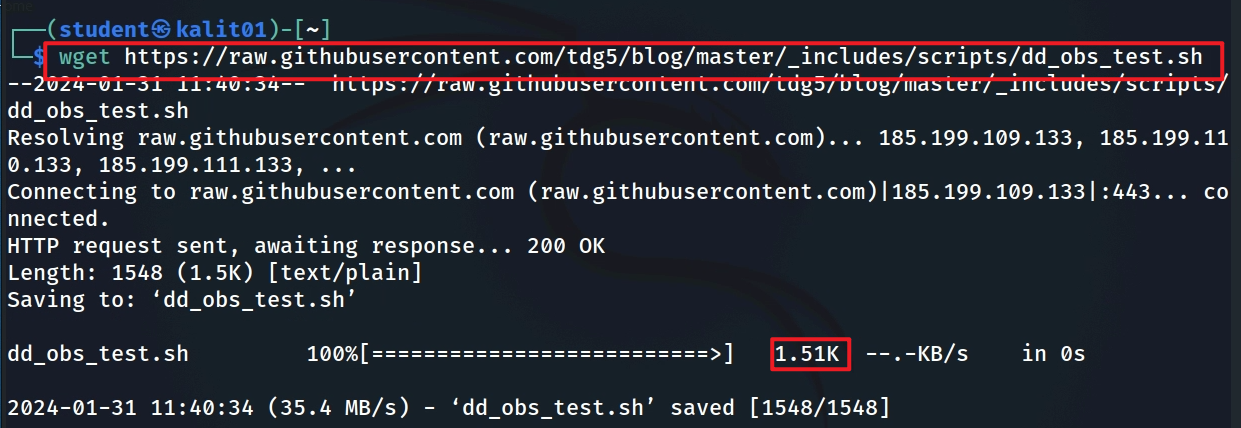 ome
┌──(student㉿kalit01)-[~]
└─$ wget https://raw.githubusercontent.com/tdg5/blog/master/_includes/scripts/dd_obs_test.sh
--2024-01-31 11:40:34--  https://raw.githubusercontent.com/tdg5/blog/master/_includes/scripts/
dd_obs_test.sh
Resolving raw.githubusercontent.com (raw.githubusercontent.com)... 185.199.109.133, 185.199.11
0.133, 185.199.111.133, ...
Connecting to raw.githubusercontent.com (raw.githubusercontent.com)|185.199.109.133|:443... co
nnected.
HTTP request sent, awaiting response... 200 OK
Length: 1548 (1.5K) [text/plain]
Saving to: ‘dd_obs_test.sh’
dd_obs_test.sh         100%[==========================>]   1.51K  --.-KB/s    in 0s
2024-01-31 11:40:34 (35.4 MB/s) - ‘dd_obs_test.sh’ saved [1548/1548]